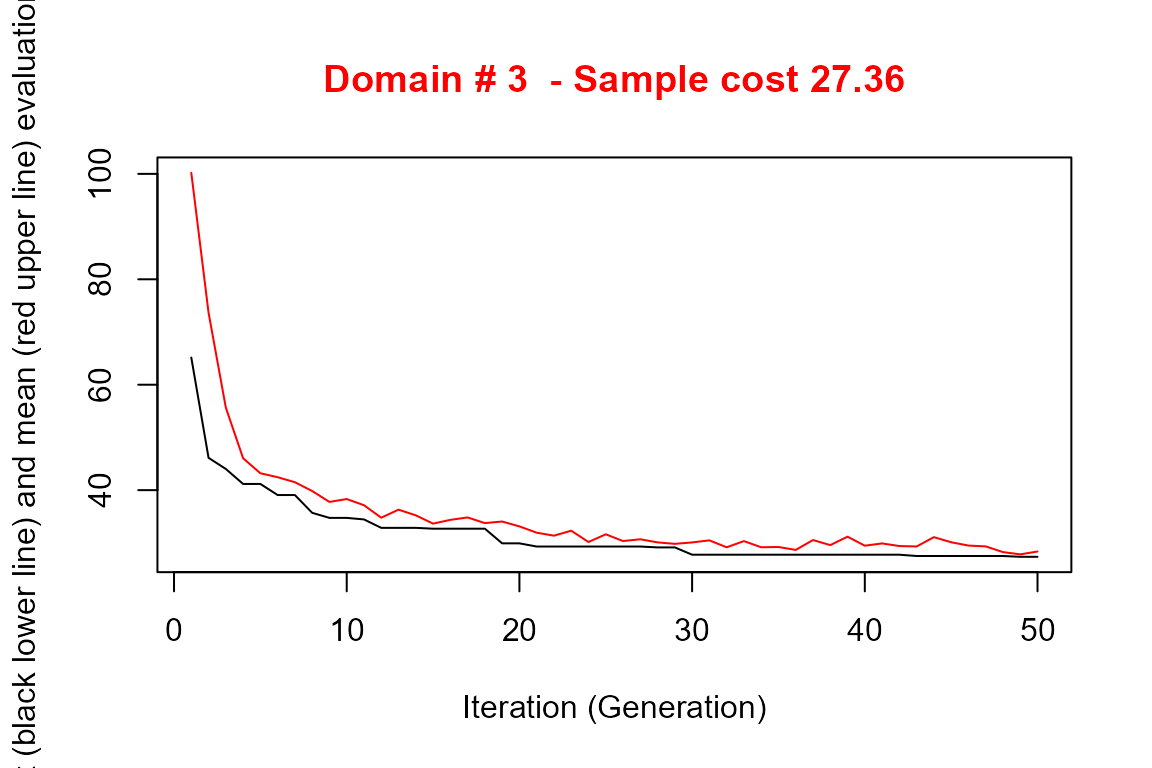 Domain # 3  - Sample cost 27.36
(black lower line) and mean (red upper line) evaluation
100
80
60
40
0 10 20 30 40 50
Iteration (Generation)